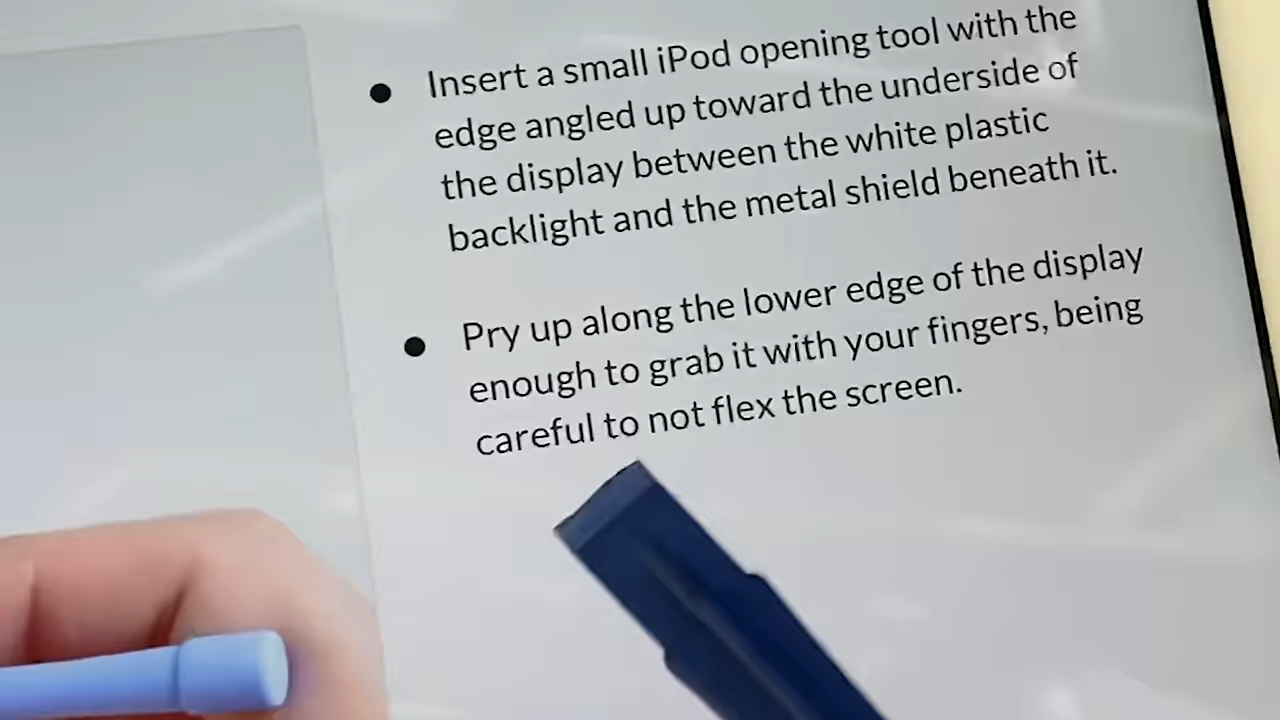 Insert a small iPod opening tool with the
edge angled up toward the underside of
the display between the white plastic
backlight and the metal shield beneath it.
Pry up along the lower edge of the display
enough to grab it with your fingers, being
careful to not flex the screen.